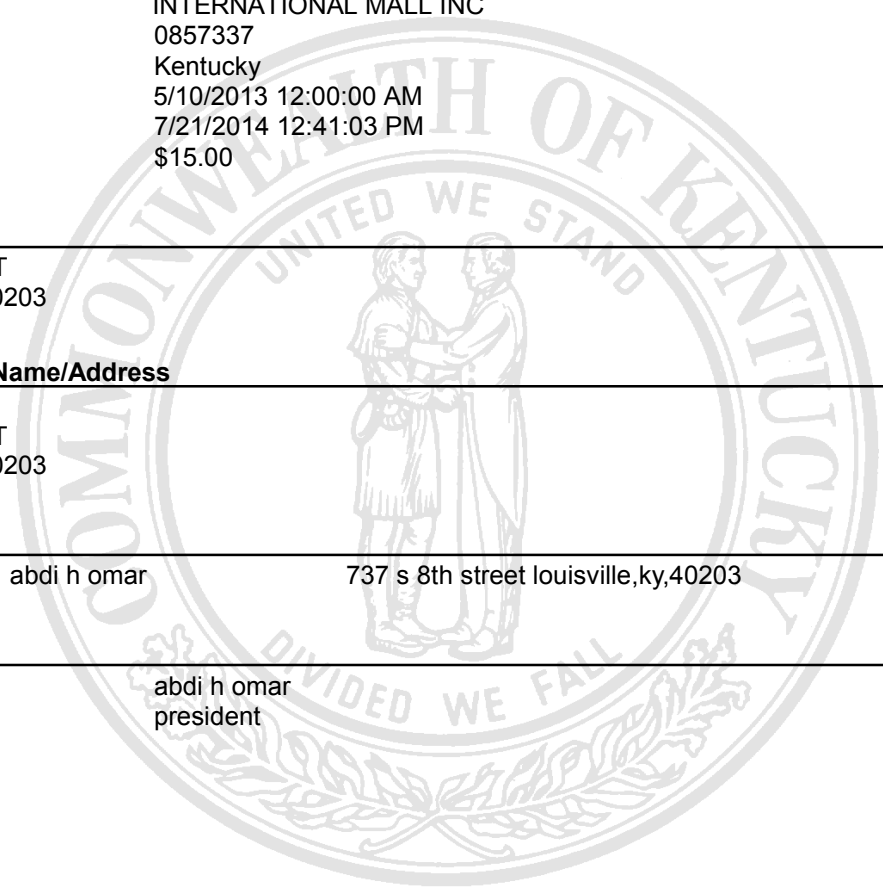 INTERNATIONAL MALL INC
0857337
Kentucky
5/10/2013 12:00:00 AM
7/21/2014 12:41:03 PM
$15.00
T
0203
Name/Address
T
0203
abdi h omar 737 s 8th street louisville,ky,40203
abdi h omar
president
COMMONWEALTH OF KENTUCKY
UNITED WE STAND
DIVIDED WE FALL